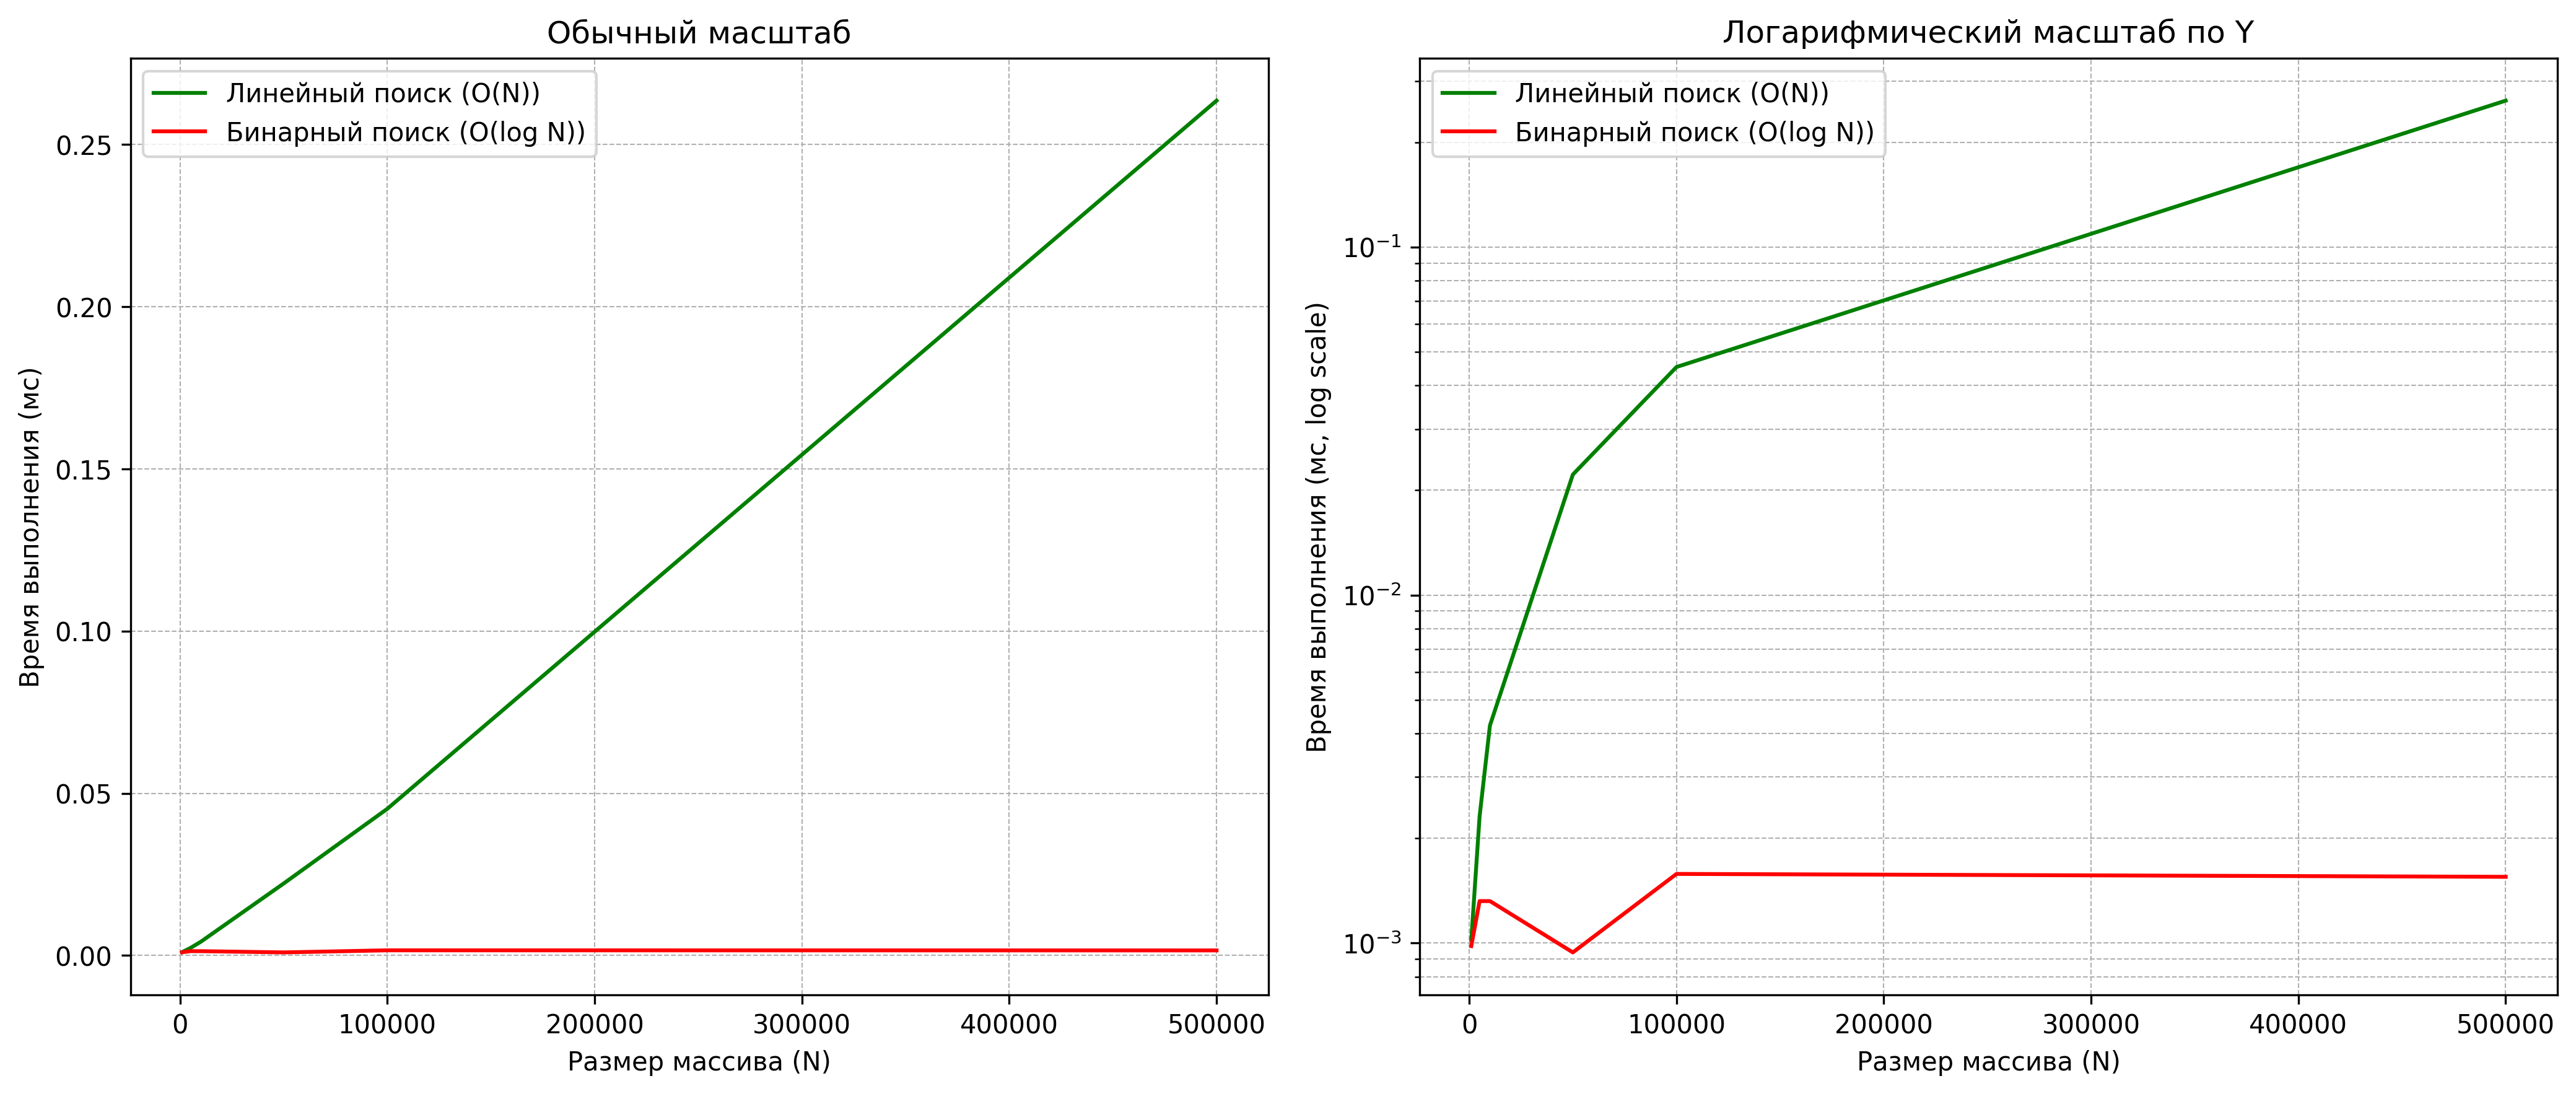 Обычный масштаб
Линейный поиск (O(N))
Бинарный поиск (O(log N))
Время выполнения (мс)
0.25
0.20
0.15
0.10
0.05
0.00
0 100000 200000 300000 400000 500000
Размер массива (N)
Логарифмический масштаб по Y
Линейный поиск (O(N))
Бинарный поиск (O(log N))
Время выполнения (мс, log scale)
10⁻¹
10⁻²
10⁻³
0 100000 200000 300000 400000 500000
Размер массива (N)